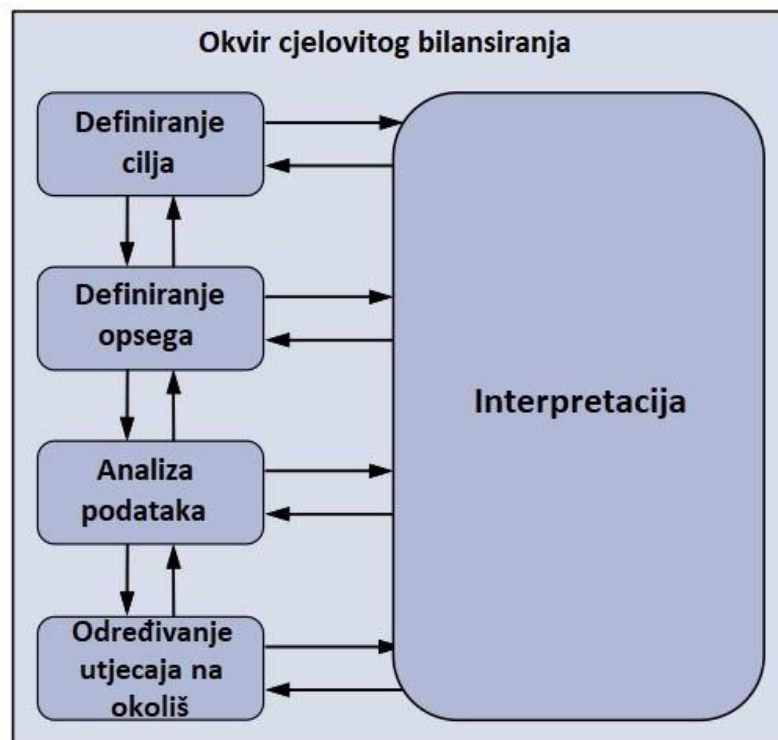 Okvir cjelovitog bilansiranja
Definiranje
cilja
Definiranje
opsega
Analiza
podataka
Određivanje
utjecaja na
okoliš
Interpretacija